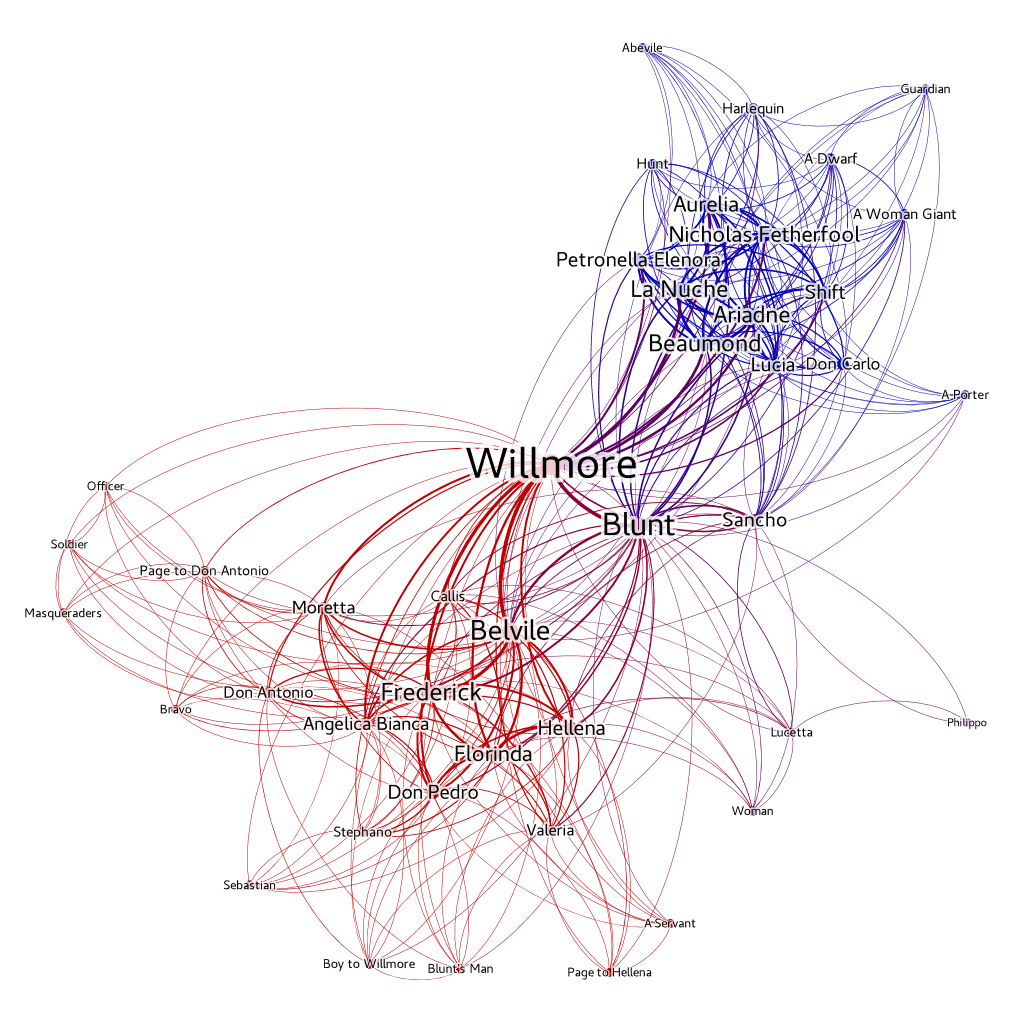 Abevile
Guardian
Harlequin
A Dwarf
Hunt
Aurelia
A Woman Giant
Nicholas Fetherfool
Petronella Elenora
La Nuche
Shift
Ariadne
Beaumond
Lucia
Don Carlo
A Porter
Willmore
Officer
Blunt
Sancho
Soldier
Page to Don Antonio
Callis
Moretta
Masqueraders
Belvile
Don Antonio
Frederick
Bravo
Angelica Bianca
Hellena
Philippo
Lucetta
Florinda
Don Pedro
Woman
Stephano
Valeria
Sebastian
A Servant
Boy to Willmore
Blunt's Man
Page to Hellena